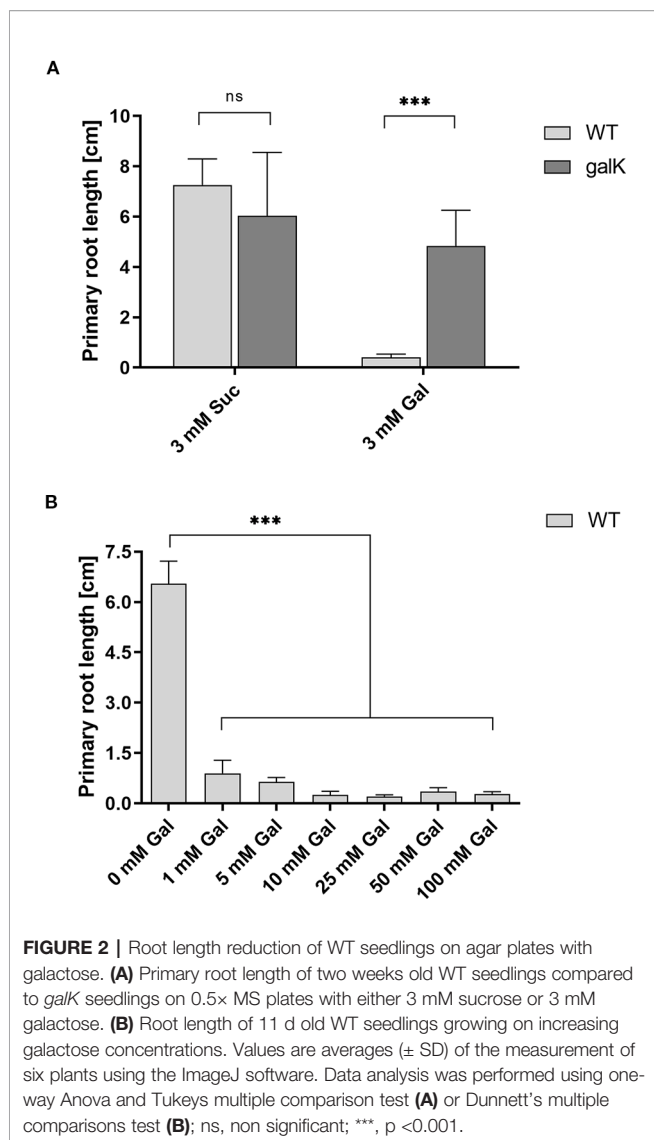 A
ns
***
WT
galK
Primary root length [cm]
10
8
6
4
2
0
3 mM Suc
3 mM Gal
B
***
WT
Primary root length [cm]
7.5
6.0
4.5
3.0
1.5
0.0
0 mM Gal
1 mM Gal
5 mM Gal
10 mM Gal
25 mM Gal
50 mM Gal
100 mM Gal
FIGURE 2 | Root length reduction of WT seedlings on agar plates with
galactose. (A) Primary root length of two weeks old WT seedlings compared
to galK seedlings on 0.5× MS plates with either 3 mM sucrose or 3 mM
galactose. (B) Root length of 11 d old WT seedlings growing on increasing
galactose concentrations. Values are averages (± SD) of the measurement of
six plants using the ImageJ software. Data analysis was performed using one-
way Anova and Tukeys multiple comparison test (A) or Dunnett’s multiple
comparisons test (B); ns, non significant; ***, p <0.001.